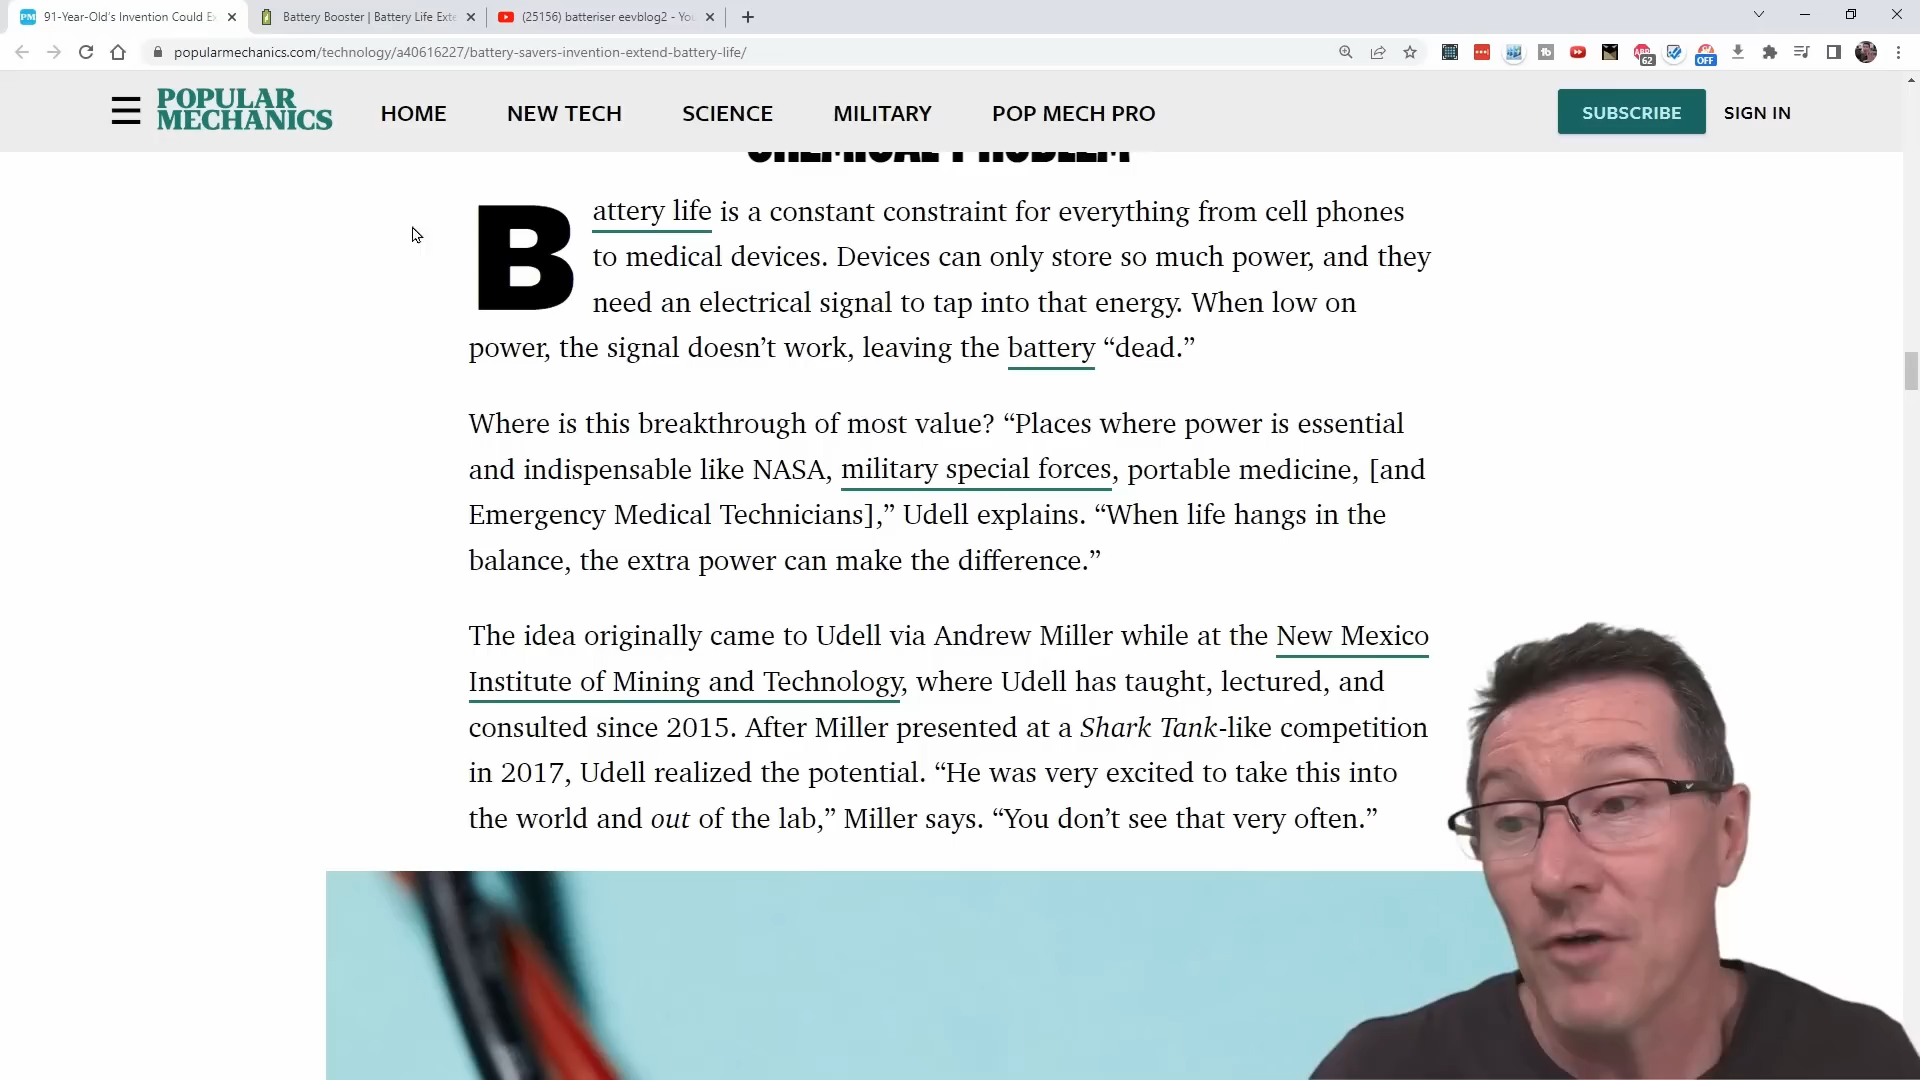 91-Year-Old's Invention Could E
Battery Booster | Battery Life Exte
(25156) batteriser eevblog2 - You
popularmechanics.com/technology/a40616227/battery-savers-invention-extend-battery-life/
62
OFF
POPULAR
MECHANICS
HOME
NEW TECH
SCIENCE
MILITARY
POP MECH PRO
SUBSCRIBE
SIGN IN
CHEMICAL PROBLEM
Battery life is a constant constraint for everything from cell phones
to medical devices. Devices can only store so much power, and they
need an electrical signal to tap into that energy. When low on
power, the signal doesn’t work, leaving the battery “dead.”
Where is this breakthrough of most value? “Places where power is essential
and indispensable like NASA, military special forces, portable medicine, [and
Emergency Medical Technicians],” Udell explains. “When life hangs in the
balance, the extra power can make the difference.”
The idea originally came to Udell via Andrew Miller while at the New Mexico
Institute of Mining and Technology, where Udell has taught, lectured, and
consulted since 2015. After Miller presented at a Shark Tank-like competition
in 2017, Udell realized the potential. “He was very excited to take this into
the world and out of the lab,” Miller says. “You don’t see that very often.”